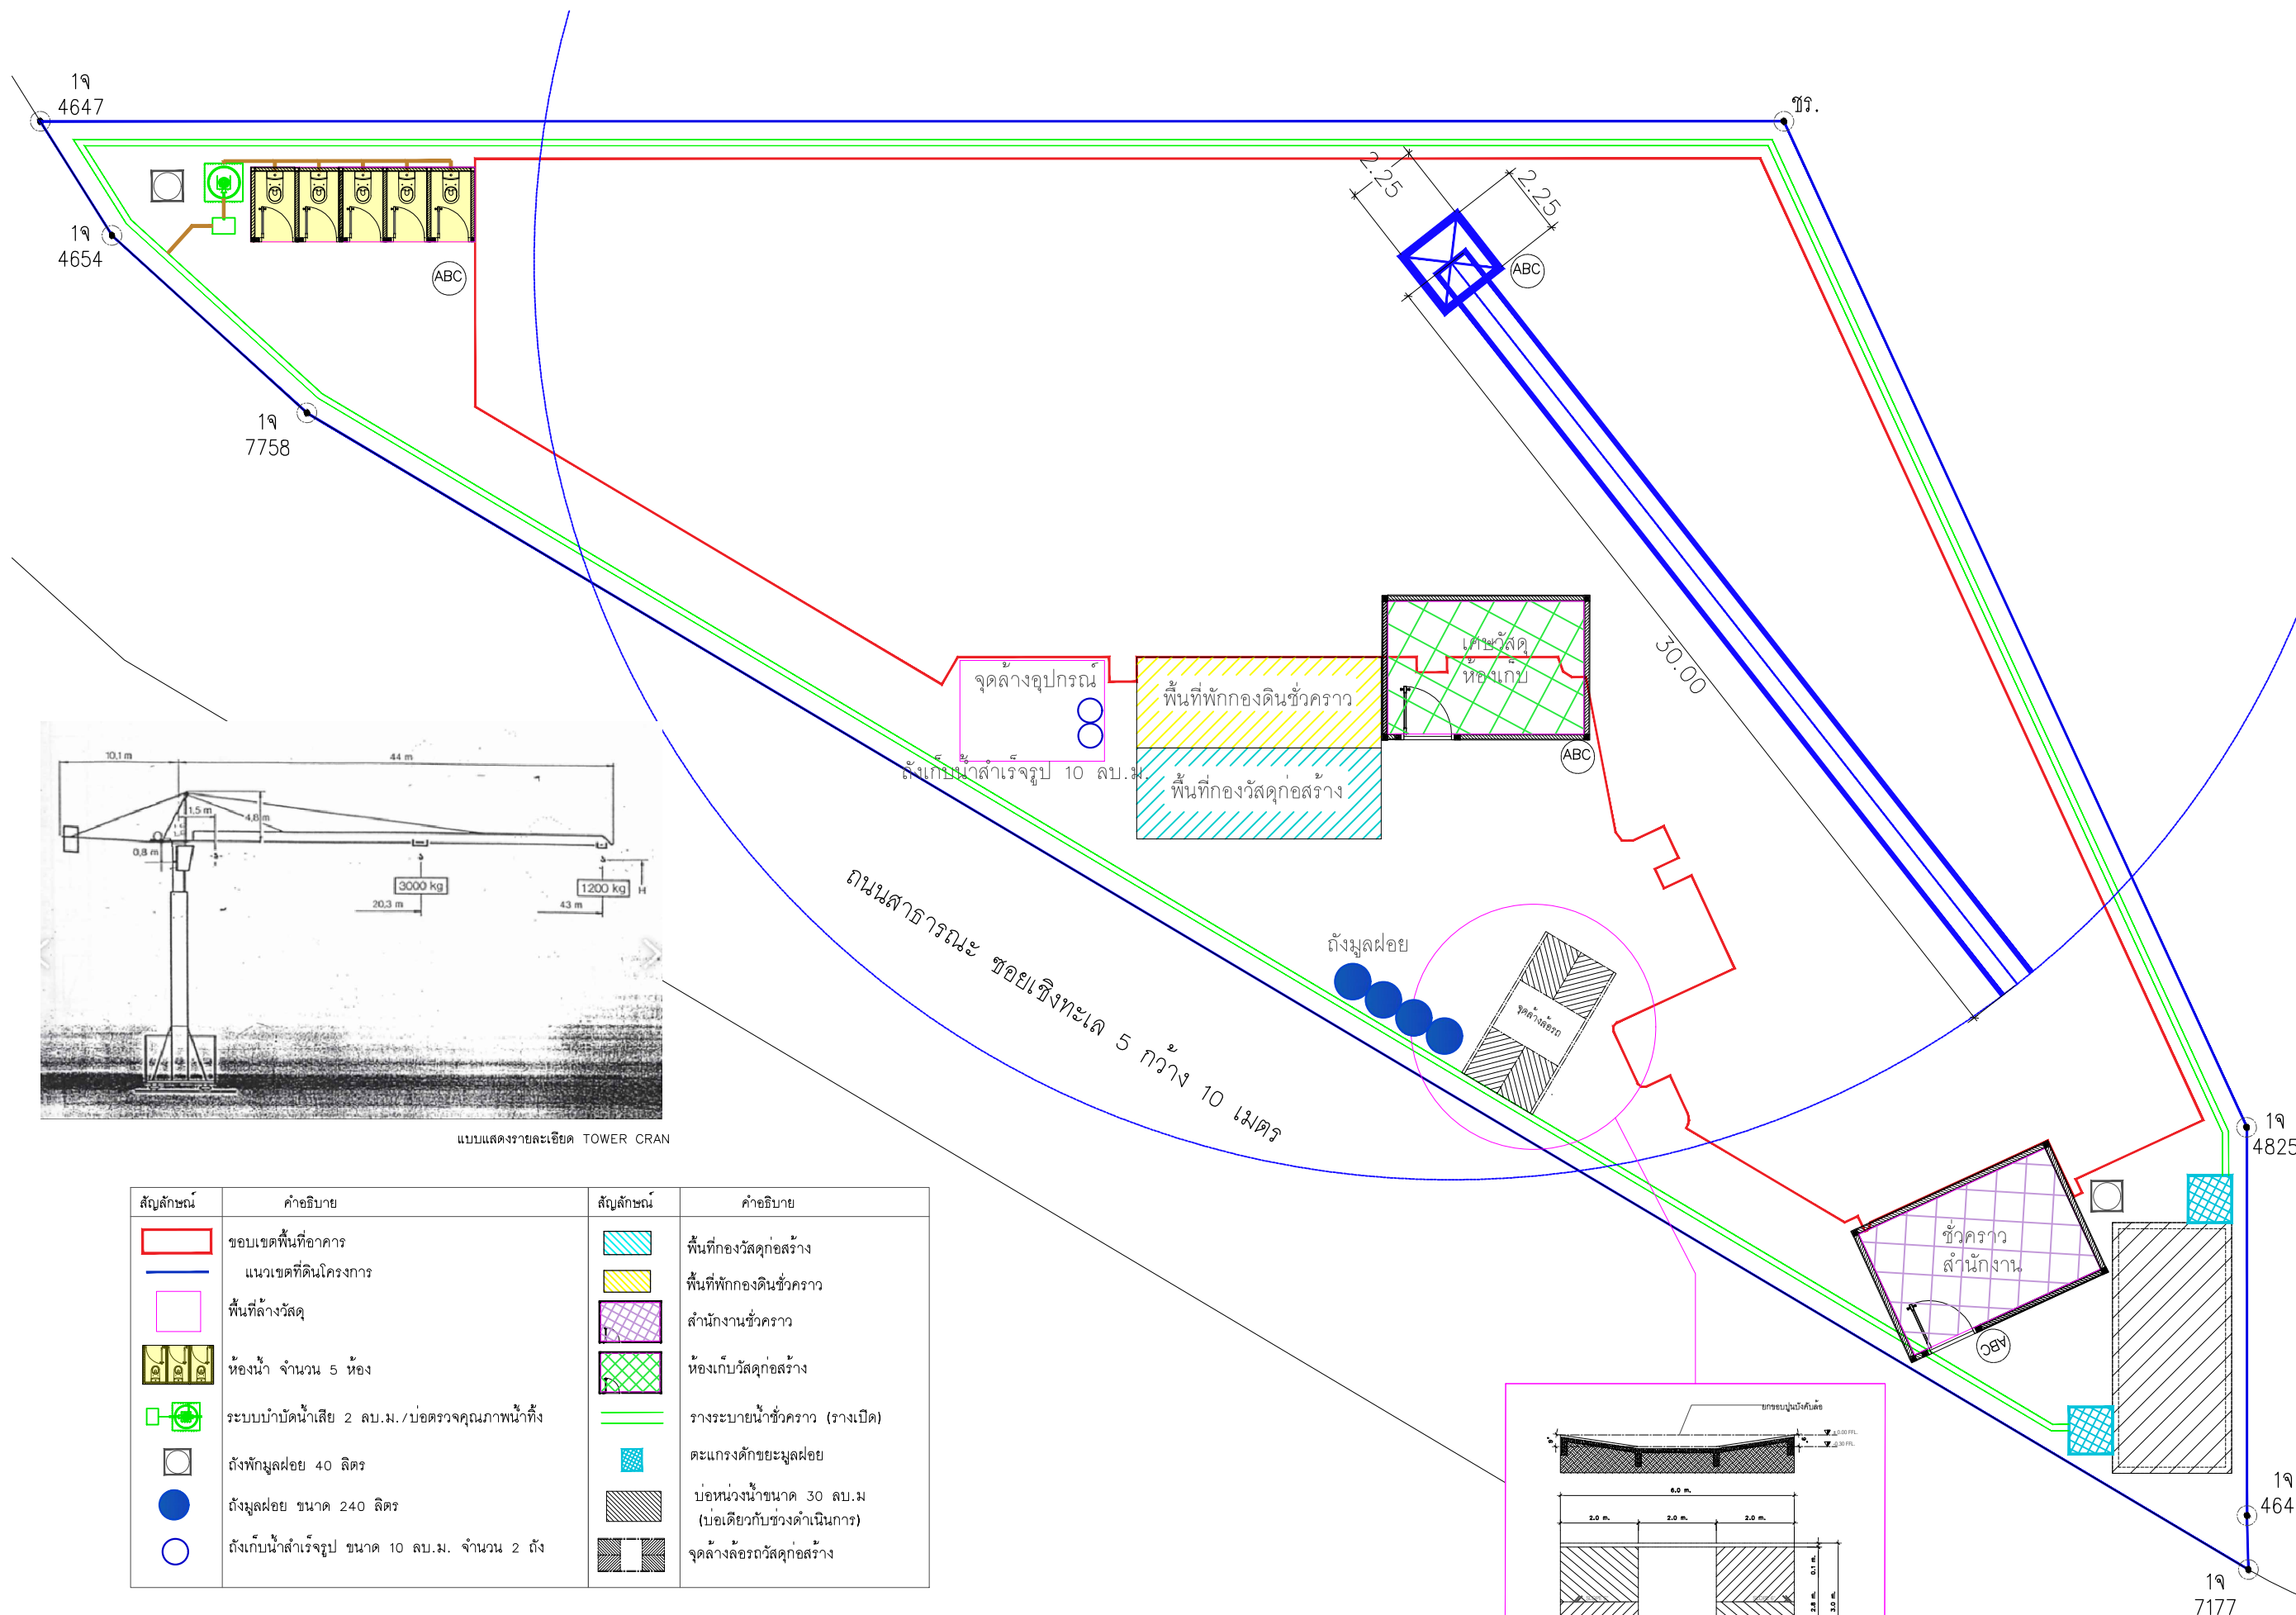 1จ
4647
ชร.
1จ
4654
ABC
2.25
2.25
ABC
1จ
7758
30.00
เศษวัสดุ
ห้องเก็บ
จุดล้างอุปกรณ์
พื้นที่พักกองดินชั่วคราว
ABC
ถังเก็บน้ำสำเร็จรูป 10 ลบ.ม.
พื้นที่กองวัสดุก่อสร้าง
10,1 m
44 m
1,5 m
4,8 m
0,8 m
3000 kg
1200 kg
H
20,3 m
43 m
ถนนสาธารณะ ซอยเชิงทะเล 5 กว้าง 10 เมตร
ถังมูลฝอย
จุดล้างล้อรถ
แบบแสดงรายละเอียด TOWER CRAN
1จ
4825
ชั่วคราว
สำนักงาน
ABC
สัญลักษณ์ คำอธิบาย สัญลักษณ์ คำอธิบาย
ขอบเขตพื้นที่อาคาร
พื้นที่กองวัสดุก่อสร้าง
แนวเขตที่ดินโครงการ
พื้นที่พักกองดินชั่วคราว
พื้นที่ล้างวัสดุ
สำนักงานชั่วคราว
ห้องน้ำ จำนวน 5 ห้อง
ห้องเก็บวัสดุก่อสร้าง
ระบบบำบัดน้ำเสีย 2 ลบ.ม./บ่อตรวจคุณภาพน้ำทิ้ง
รางระบายน้ำชั่วคราว (รางเปิด)
ถังพักมูลฝอย 40 ลิตร
ตะแกรงดักขยะมูลฝอย
ถังมูลฝอย ขนาด 240 ลิตร
บ่อหน่วงน้ำขนาด 30 ลบ.ม
(บ่อเดียวกับช่วงดำเนินการ)
ถังเก็บน้ำสำเร็จรูป ขนาด 10 ลบ.ม. จำนวน 2 ถัง
จุดล้างล้อรถวัสดุก่อสร้าง
ยกขอบปูนบังคับล้อ
6.0 m.
2.0 m. 2.0 m. 2.0 m.
0.1 m.
2.8 m.
3.0 m.
1จ
464
1จ
7177